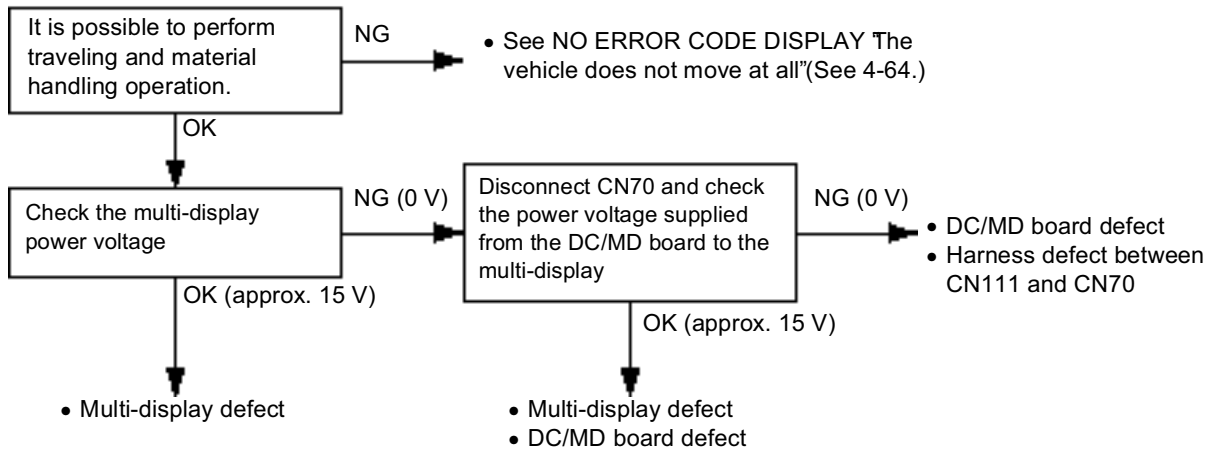 It is possible to perform
traveling and material
handling operation.
NG
• See NO ERROR CODE DISPLAY "The
vehicle does not move at all"(See 4-64.)
OK
Check the multi-display
power voltage
NG (0 V)
Disconnect CN70 and check
the power voltage supplied
from the DC/MD board to the
multi-display
NG (0 V)
• DC/MD board defect
• Harness defect between
CN111 and CN70
OK (approx. 15 V)
OK (approx. 15 V)
• Multi-display defect
• Multi-display defect
• DC/MD board defect